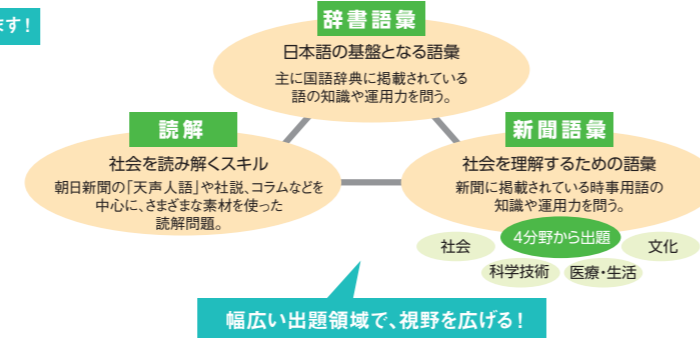 ます!
辞書語彙
日本語の基盤となる語彙
主に国語辞典に掲載されている
語の知識や運用力を問う。
読解
社会を読み解くスキル
朝日新聞の「天声人語」や社説、コラムなどを
中心に、さまざまな素材を使った
読解問題。
新聞語彙
社会を理解するための語彙
新聞に掲載されている時事用語の
知識や運用力を問う。
4分野から出題
社会
文化
科学技術
医療・生活
幅広い出題領域で、視野を広げる!